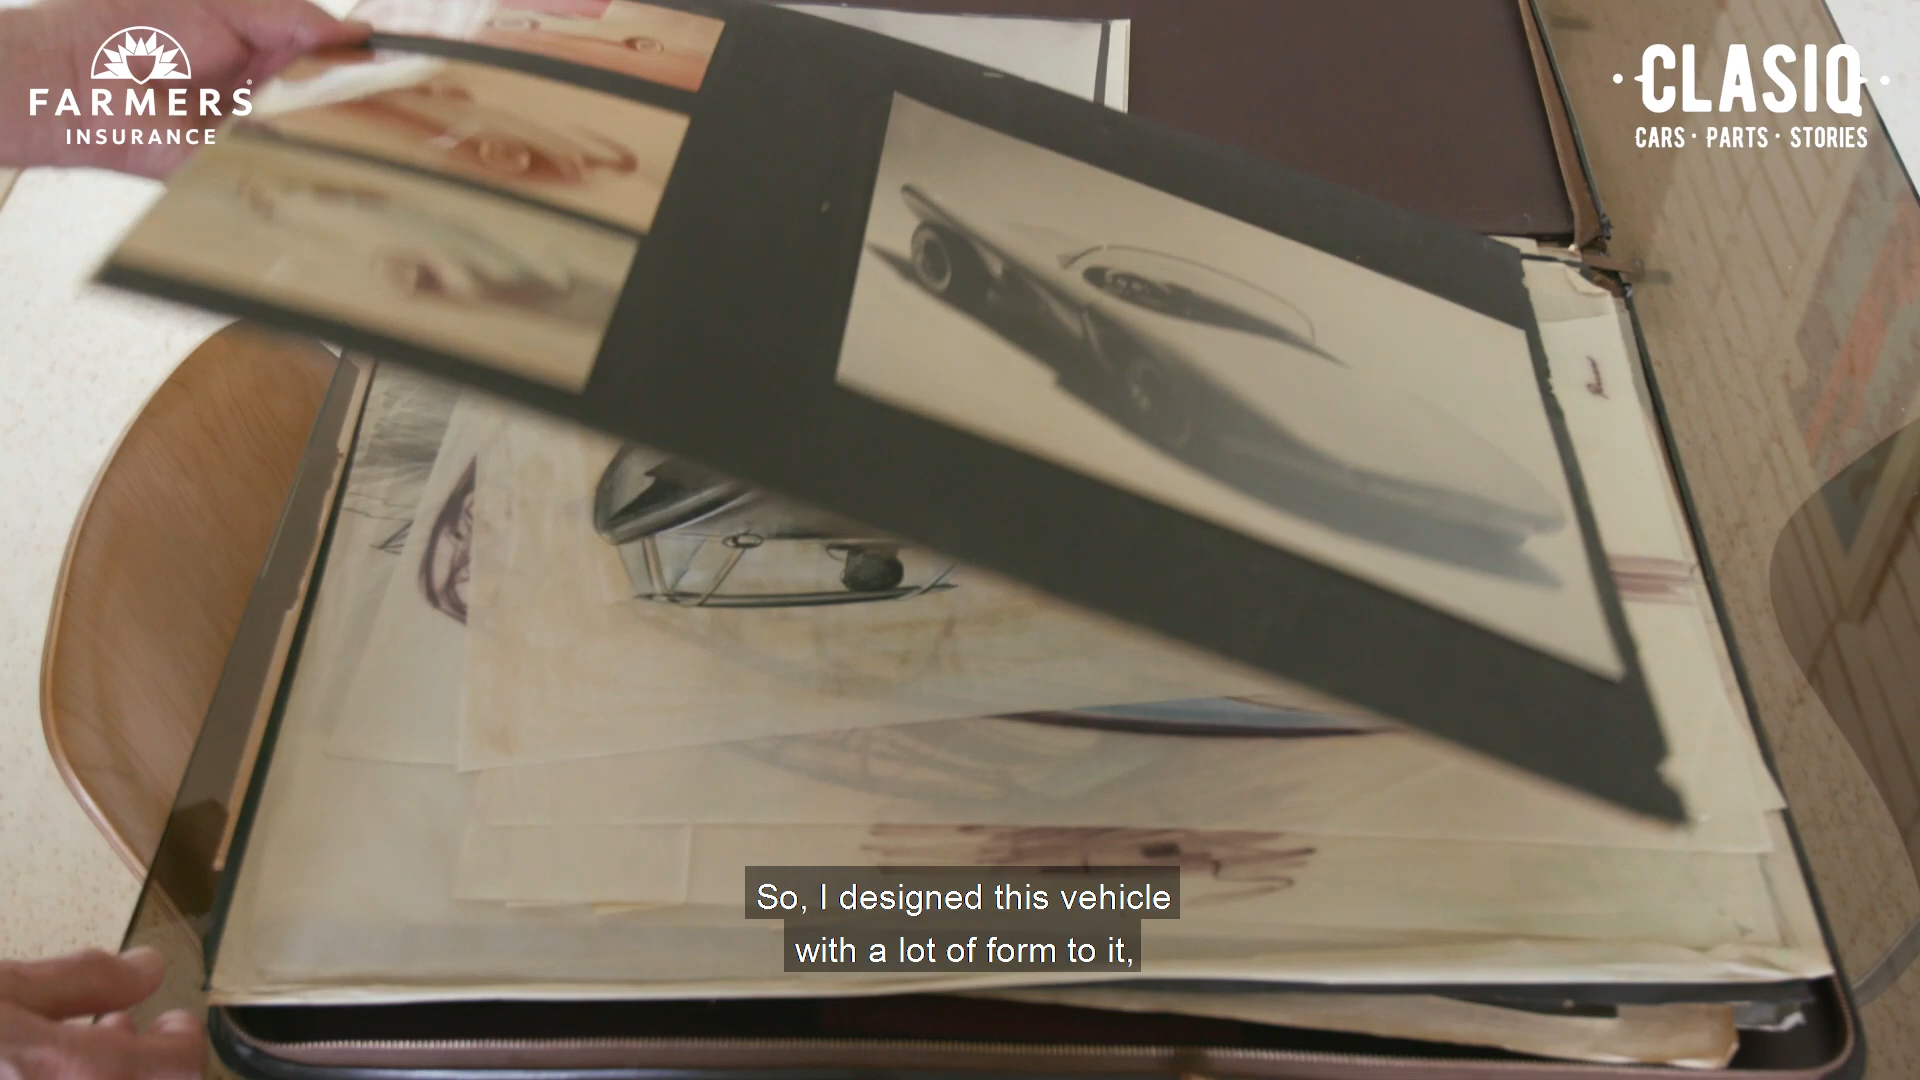 FARMERS
INSURANCE
CLASIQ
CARS · PARTS · STORIES
So, I designed this vehicle
with a lot of form to it,